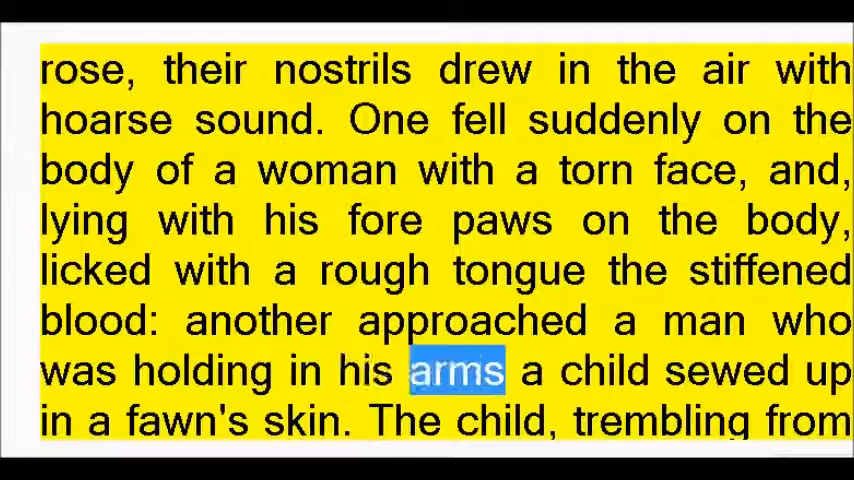 rose, their nostrils drew in the air with
hoarse sound. One fell suddenly on the
body of a woman with a torn face, and,
lying with his fore paws on the body,
licked with a rough tongue the stiffened
blood: another approached a man who
was holding in his arms a child sewed up
in a fawn's skin. The child, trembling from